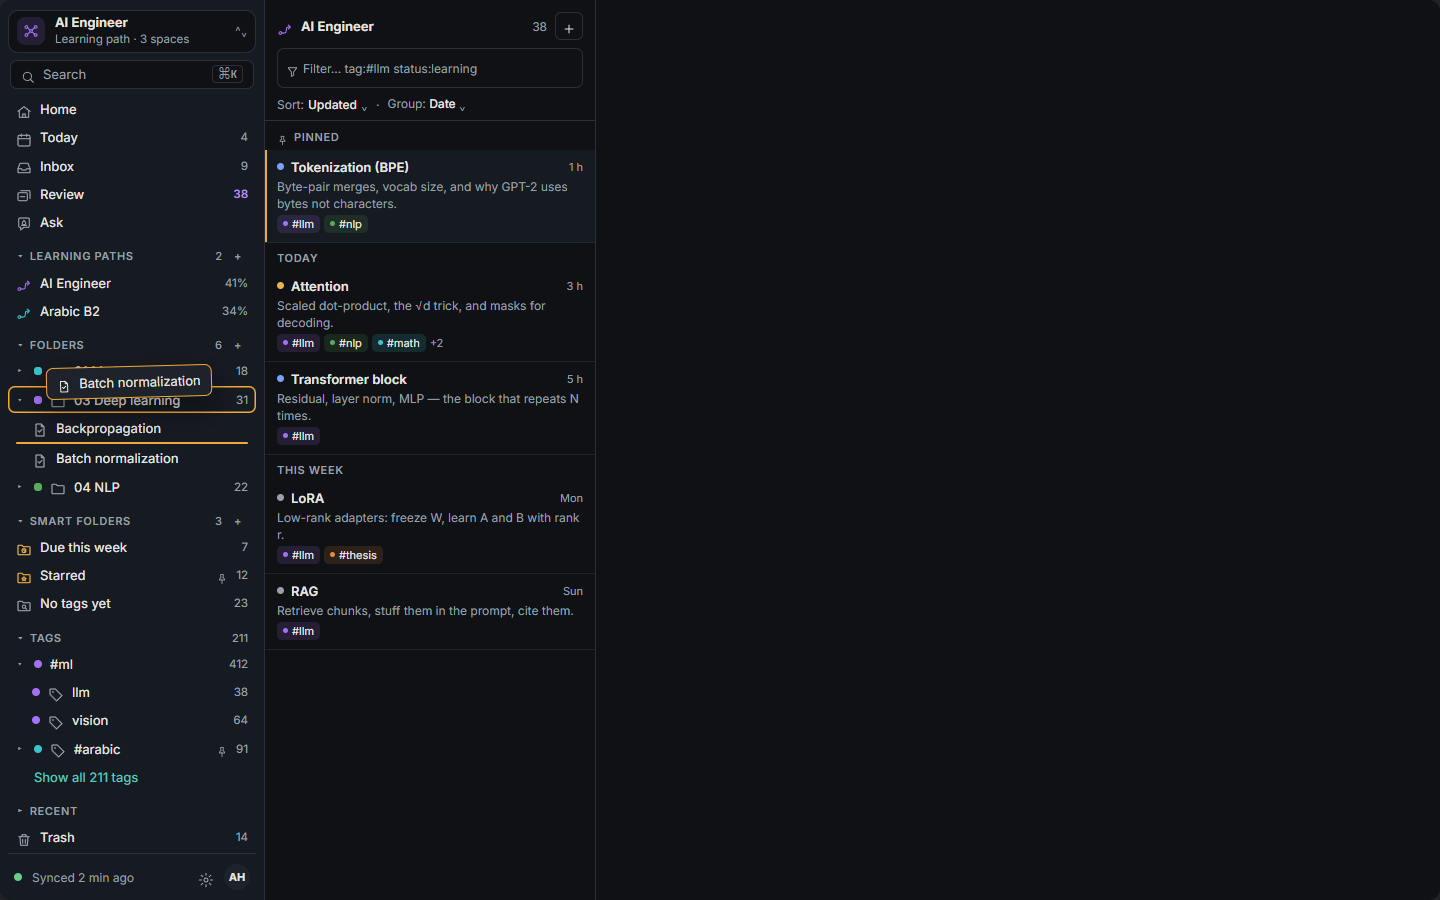 AI Engineer
Learning path · 3 spaces
Search ⌘K
Home
Today 4
Inbox 9
Review 38
Ask
LEARNING PATHS 2 +
AI Engineer 41%
Arabic B2 34%
FOLDERS 6 +
18
Batch normalization
03 Deep learning 31
Backpropagation
Batch normalization
04 NLP 22
SMART FOLDERS 3 +
Due this week 7
Starred 12
No tags yet 23
TAGS 211
#ml 412
llm 38
vision 64
#arabic 91
Show all 211 tags
RECENT
Trash 14
Synced 2 min ago AH
AI Engineer 38 +
Filter... tag:#llm status:learning
Sort: Updated · Group: Date
PINNED
Tokenization (BPE) 1 h
Byte-pair merges, vocab size, and why GPT-2 uses
bytes not characters.
#llm #nlp
TODAY
Attention 3 h
Scaled dot-product, the √d trick, and masks for
decoding.
#llm #nlp #math +2
Transformer block 5 h
Residual, layer norm, MLP — the block that repeats N
times.
#llm
THIS WEEK
LoRA Mon
Low-rank adapters: freeze W, learn A and B with rank
r.
#llm #thesis
RAG Sun
Retrieve chunks, stuff them in the prompt, cite them.
#llm